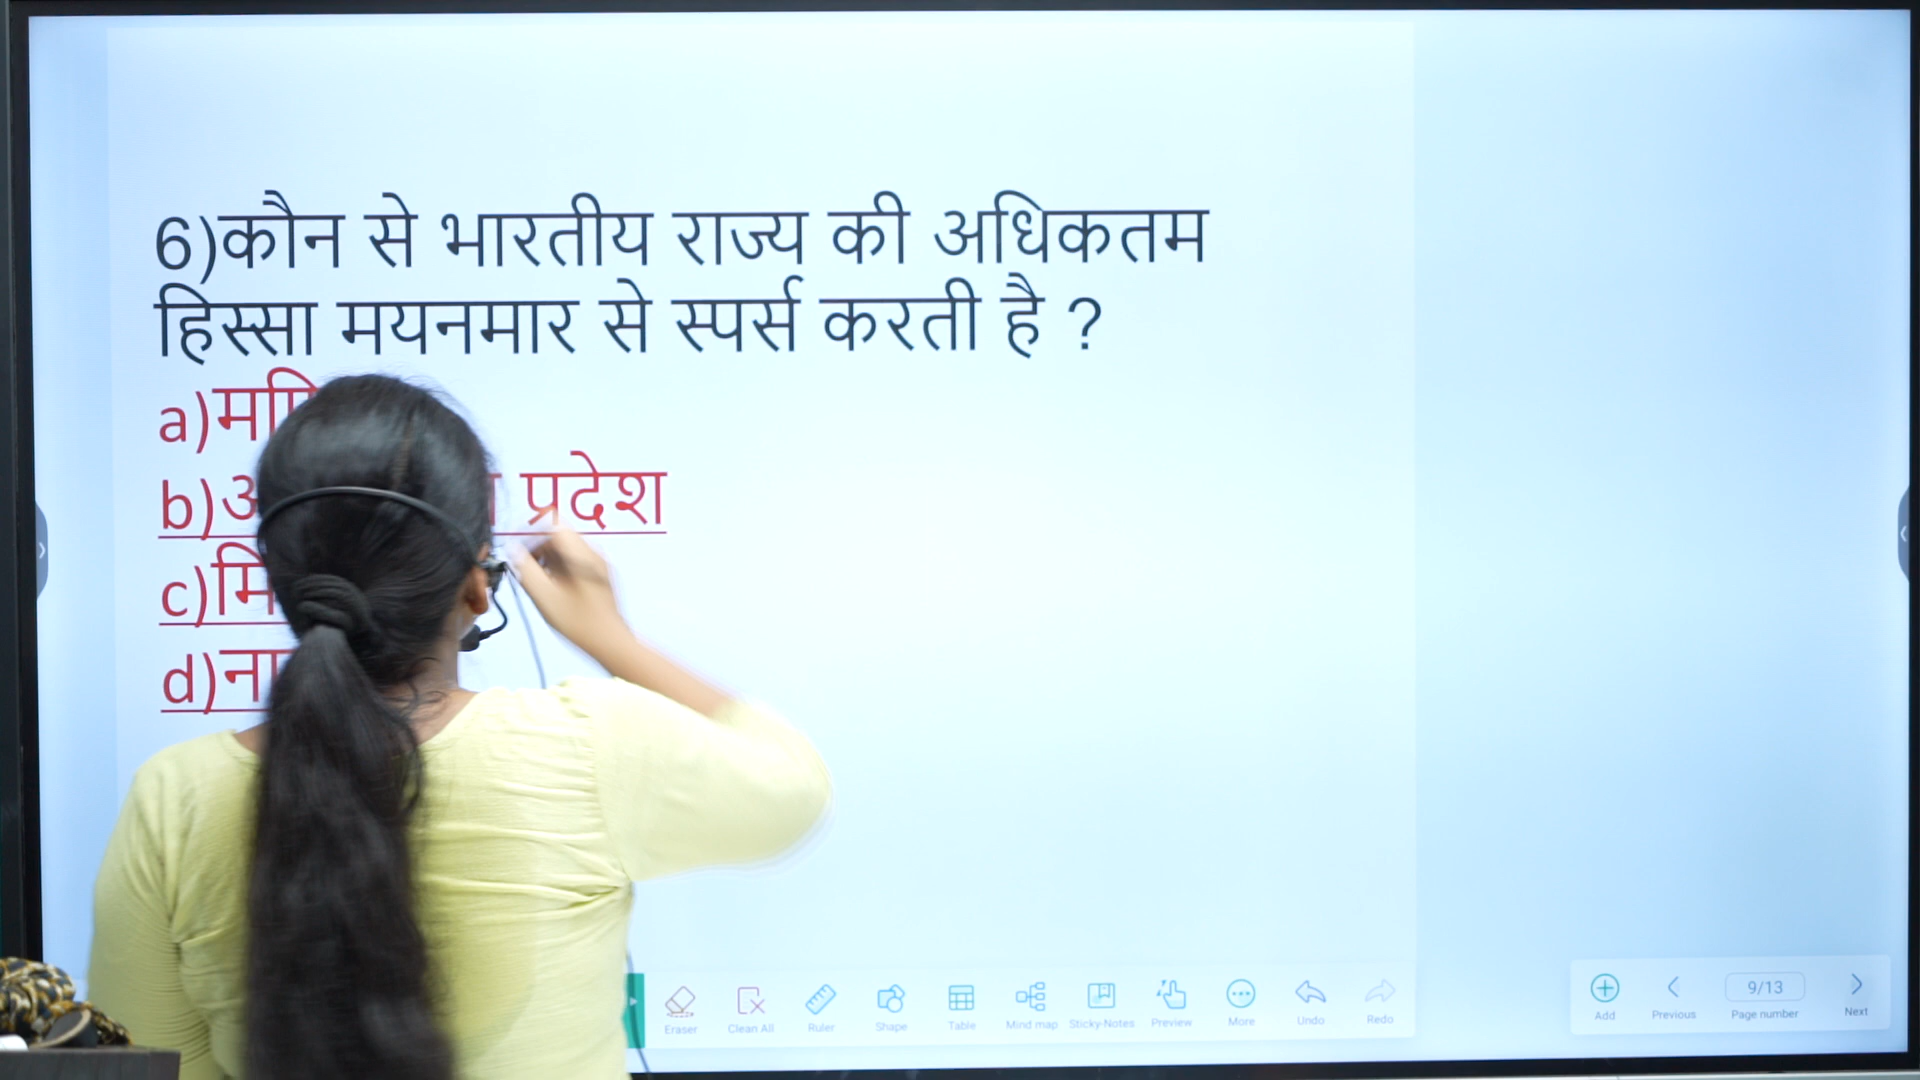 6)कौन से भारतीय राज्य की अधिकतम
हिस्सा मयनमार से स्पर्स करती है ?
a)
b) प्रदेश
c)
d)
Eraser
Clean All
Ruler
Shape
Table
Mind map
Sticky-Notes
Preview
More
Undo
Redo
Add
Previous
9/13
Page number
Next